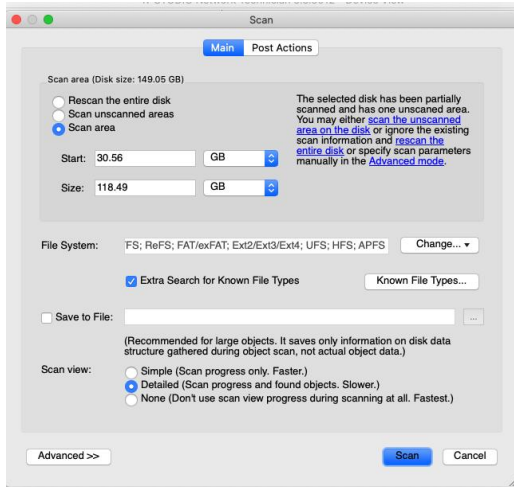 Scan
Main Post Actions
Scan area (Disk size: 149.05 GB)
Rescan the entire disk
Scan unscanned areas
Scan area
Start: 30.56 GB
Size: 118.49 GB
The selected disk has been partially
scanned and has one unscaned area.
You may either scan the unscanned
area on the disk or ignore the existing
scan information and rescan the
entire disk or specify scan parameters
manually in the Advanced mode.
File System: FS; ReFS; FAT/exFAT; Ext2/Ext3/Ext4; UFS; HFS; APFS Change...
Extra Search for Known File Types Known File Types...
Save to File: ...
(Recommended for large objects. It saves only information on disk data
structure gathered during object scan, not actual object data.)
Scan view: Simple (Scan progress only. Faster.)
Detailed (Scan progress and found objects. Slower.)
None (Don't use scan view progress during scanning at all. Fastest.)
Advanced >> Scan Cancel